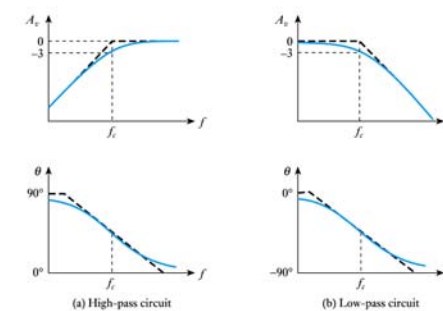 A_v
0
−3
f_c
f
A_v
0
−3
f_c
θ
90°
0°
f_c
f
(a) High-pass circuit
θ
0°
−90°
f_c
(b) Low-pass circuit